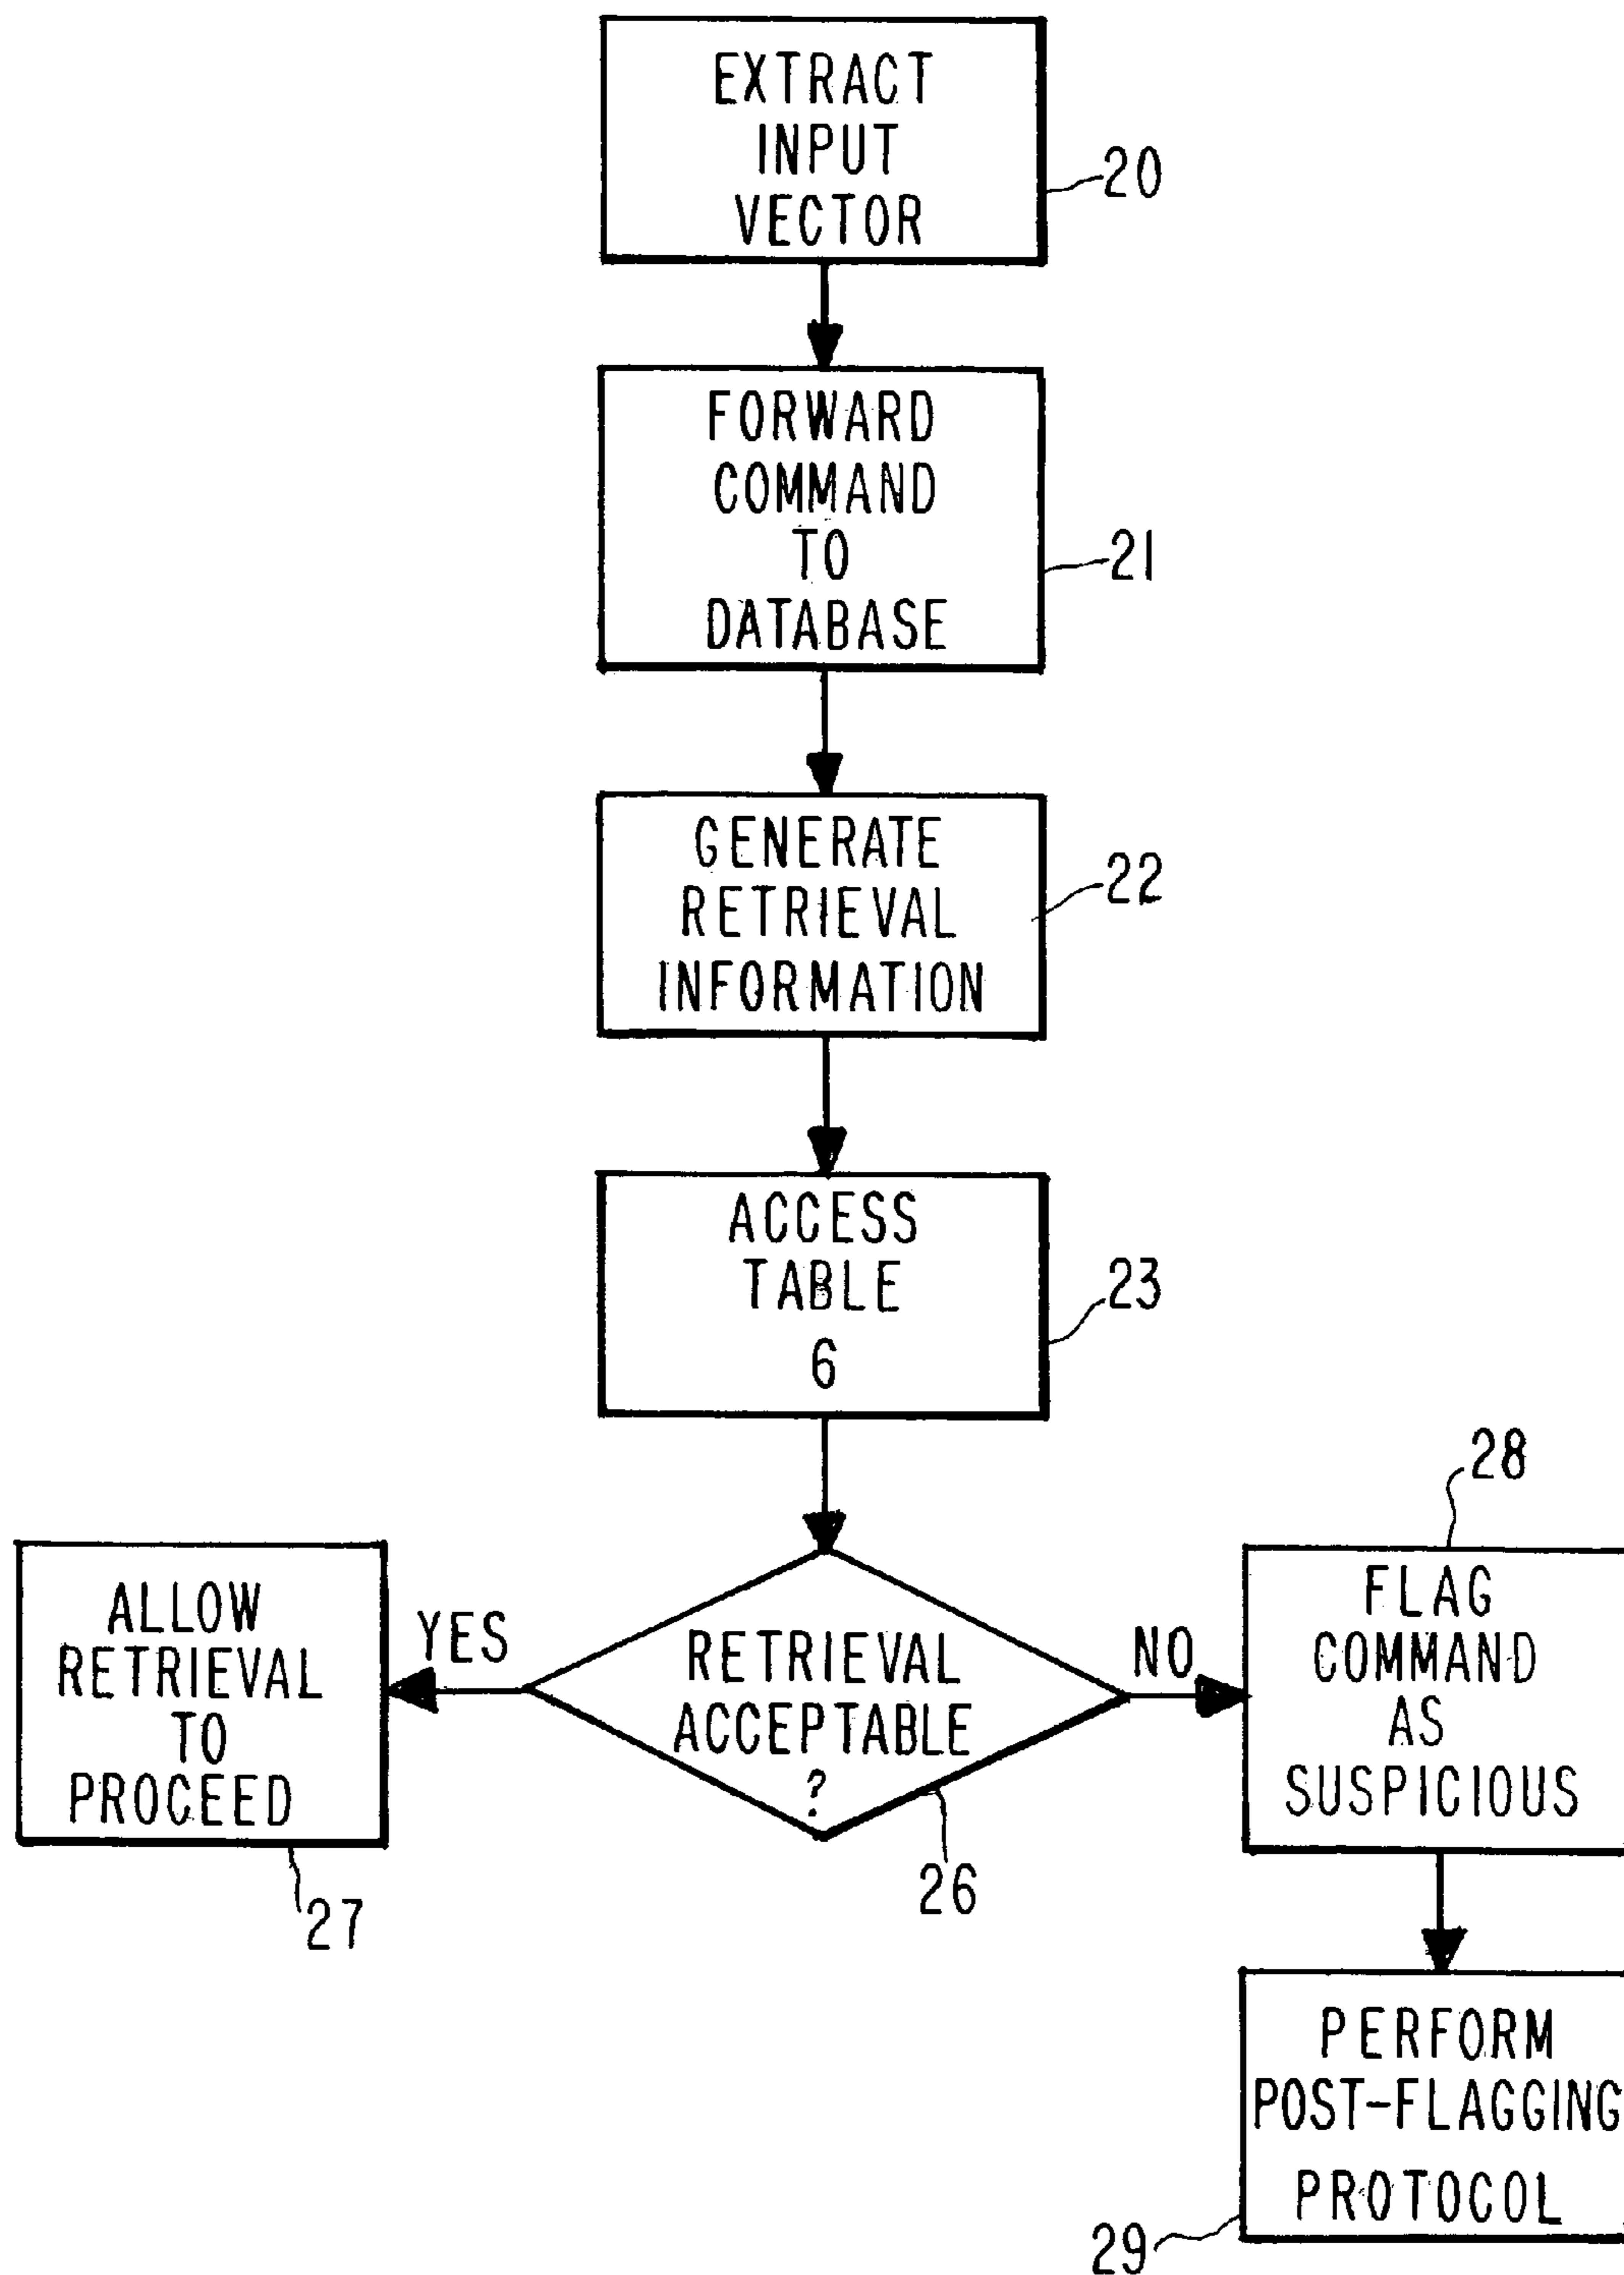 EXTRACT
INPUT
VECTOR
20
FORWARD
COMMAND
TO
DATABASE
21
GENERATE
RETRIEVAL
INFORMATION
22
ACCESS
TABLE
6
23
RETRIEVAL
ACCEPTABLE
?
26
YES
ALLOW
RETRIEVAL
TO
PROCEED
27
NO
28
FLAG
COMMAND
AS
SUSPICIOUS
PERFORM
POST-FLAGGING
PROTOCOL
29